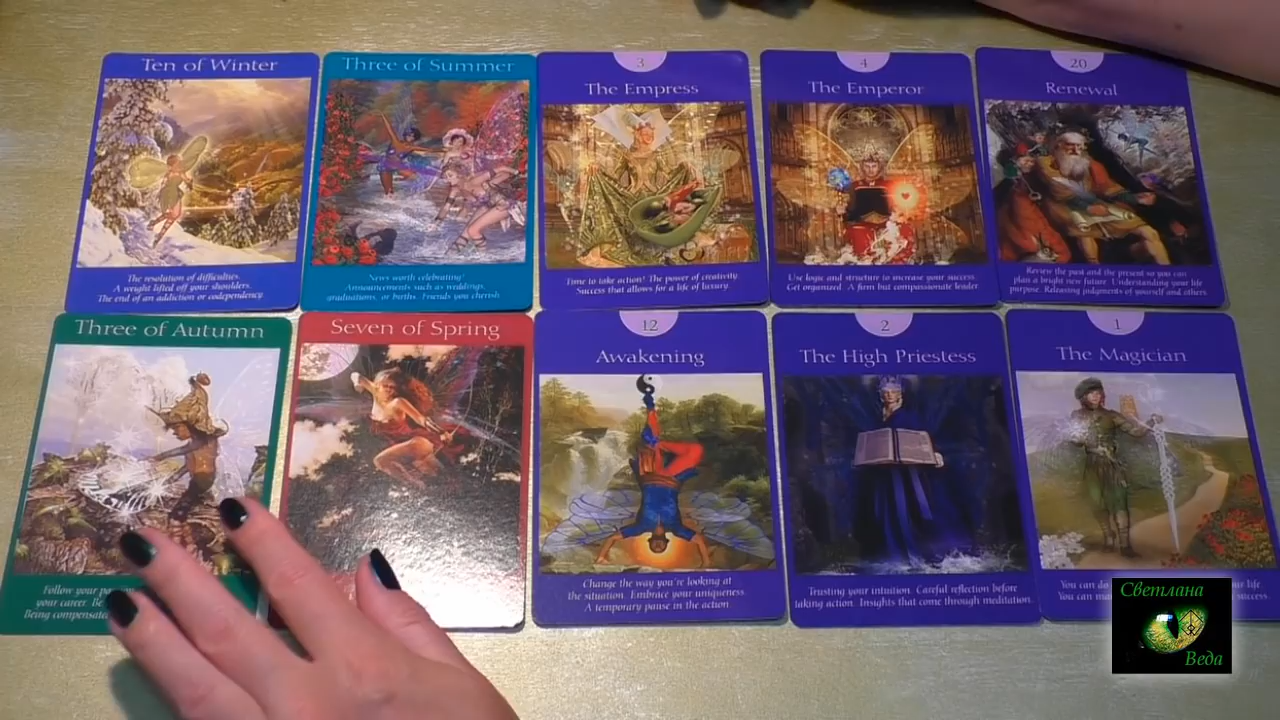 Ten of Winter
The resolution of difficulties.
A weight lifted off your shoulders.
The end of an addiction or codependency.
Three of Summer
News worth celebrating!
Announcements such as weddings,
graduations, or births. Friends you cherish
3
The Empress
Time to take action! The power of creativity.
Success that allows for a life of luxury.
4
The Emperor
Use logic and structure to increase your success.
Get organized. A firm but compassionate leader
20
Renewal
Review the past and the present so you can
plan a bright new future. Understanding your life
purpose. Releasing judgments of yourself and others
Three of Autumn
Follow your
your career.
Being compensated
Seven of Spring
12
Awakening
Change the way you're looking at
the situation. Embrace your uniqueness.
A temporary pause in the action
2
The High Priestess
Trusting your intuition. Careful reflection before
taking action. Insights that come through meditation.
1
The Magician
You can do
You can
life
success.
Светлана
Веда